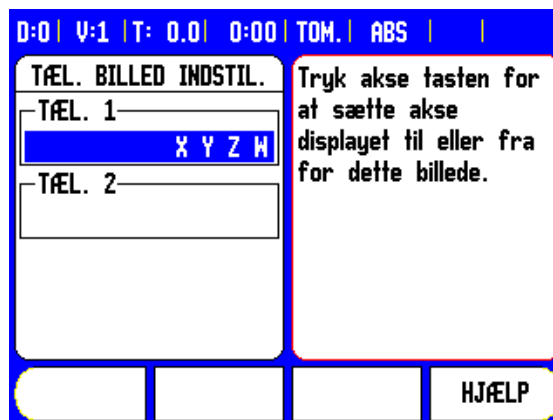 D:0| V:1 |T: 0.0| 0:00| TOM.| ABS | |
TÆL. BILLED INDSTIL.
TÆL. 1
X Y Z W
TÆL. 2
Tryk akse tasten for
at sætte akse
displayet til eller fra
for dette billede.
HJÆLP